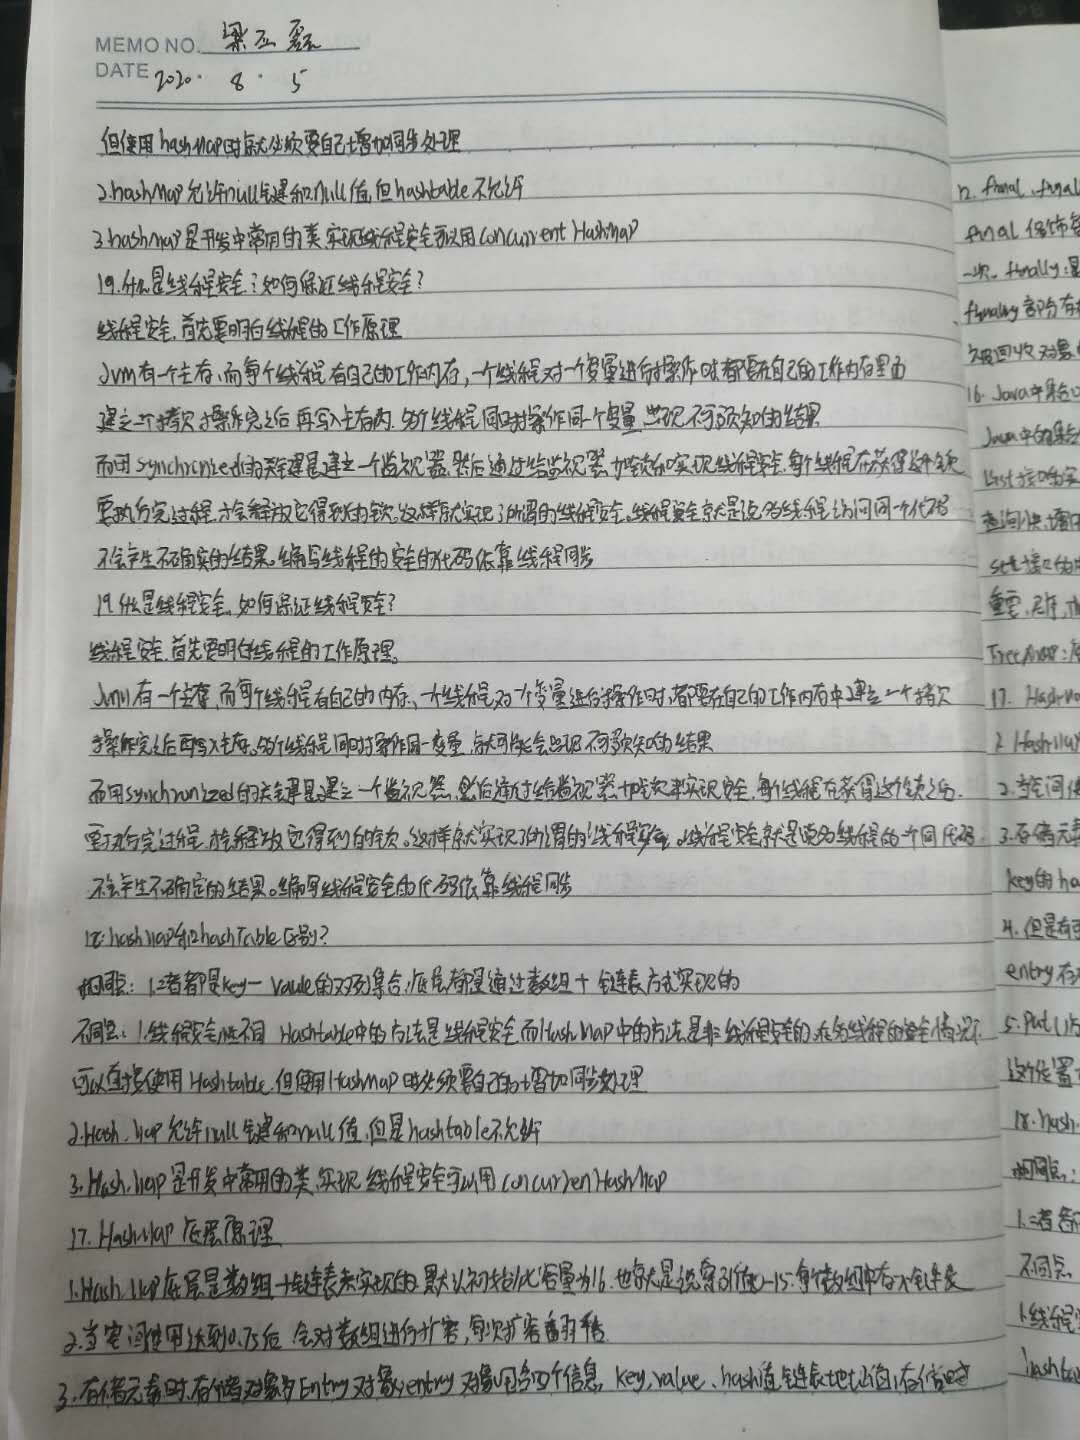 MEMO NO.
DATE 2020. 8. 5
但使用hashMap时就必须要自己增加同步处理
2.hashMap允许null键和null值,但hashtable不允许
3.hashMap是开发中常用的类,实现线程安全可以用ConcurrentHashMap
19.什么是线程安全?如何保证线程安全?
线程安全,首先要明白线程的工作原理
Jvm有一个主存,而每个线程有自己的工作内存,一个线程对一个变量进行操作时都要在自己的工作内存里面
建立一个拷贝,操作完之后再写入主存内.多个线程同时操作同一个变量,出现不可预知的结果
而用synchronized的关键是建立一个监视器,然后通过给监视器加锁来实现线程安全,每个线程在获得这个锁
要执行完过程,才会释放它得到的锁,这样就实现了所谓的线程安全。线程安全就是说多线程访问同一个代码
不会产生不确实的结果。编写线程的安全的代码依靠线程同步
19.什么是线程安全,如何保证线程安全?
线程安全.首先要明白线程的工作原理。
Jvm有一个主存,而每个线程有自己的内存、一个线程对一个变量进行操作时,都要在自己的工作内存中建立一个拷贝
操作完之后再写入主存.多个线程同时操作同一变量,就可能会出现不可预知的结果
而用synchronized的关键是建立一个监视器,然后通过给监视器加锁来实现安全,每个线程在获得这个锁之后.
要执行完过程,才会释放它得到的锁。这样就实现了所谓的线程安全。线程安全就是说多线程的一个同代码.
不会产生不确定的结果。编写线程安全的代码依靠线程同步
18.hashMap和hashTable区别?
相同点:1.二者都是key-vaule的双列集合,底层都是通过数组+链表方式实现的
不同点:1.线程安全性不同 Hashtable中的方法是线程安全,而HashMap中的方法是非线程安全的.在多线程的安全情况下.
可以直接使用Hashtable,但使用HashMap时必须要自己的增加同步处理
2.HashMap允许null键和null值,但是hashtable不允许
3.HashMap是开发中常用的类,实现线程安全可以用ConcurrenHashMap
17.HashMap底层原理
1.HashMap底层是数组+链表来实现的.默认初始化容量为16.也就是说索引值0-15.每个数组中存一个链表
2.当空间使用达到0.75后 会对数组进行扩容,每次扩容
3.存储元素时,存储对象为Entry对象,entry对象包含四个信息, key,value、hash值,链表地址值,存储时
12. final、final
final 修饰
一次. finally:是
finally部分存
被回收对象
16. Java中集合
Java中的集合
List接口
查询快,增
set接口的
重复,无序,
TreeMap:
17. HashMap
2.HashMap
2.当空间使
3.存储元素
key的ha
4.但是有
entry存
5.Put()
这个位置
18.hash
相同点:
1.二者都
不同点
1.线程
hashtab